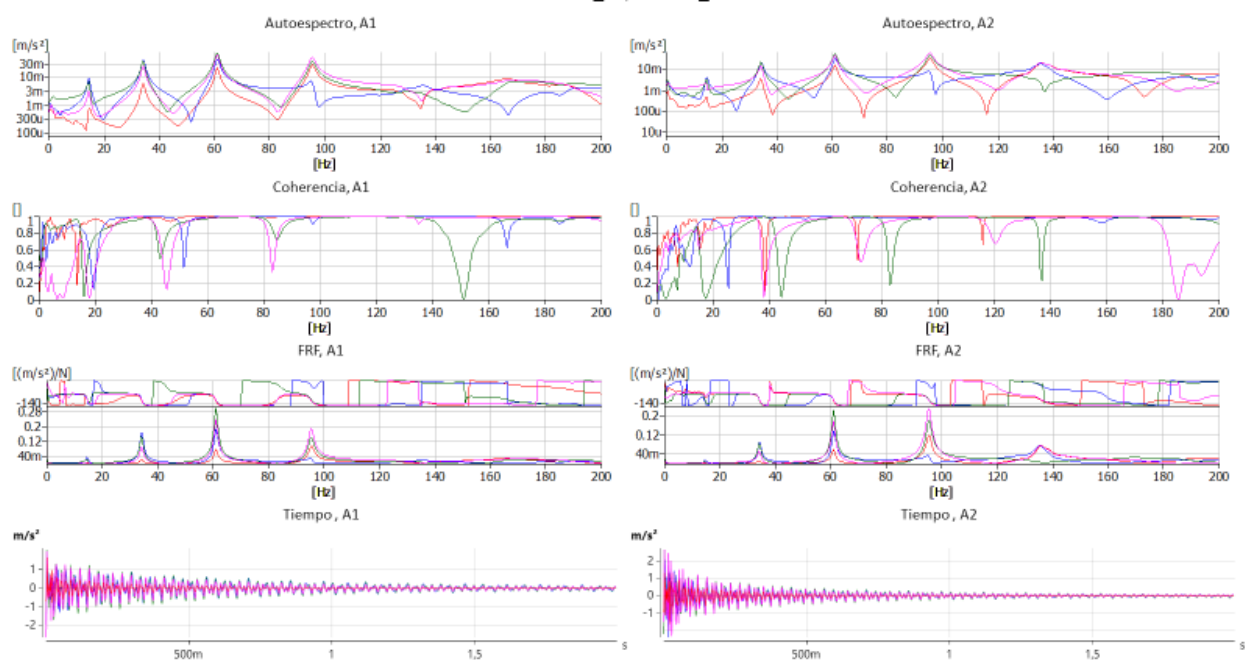 Autoespectro, A1
[m/s²]
30m
10m
3m
1m
300u
100u
0 20 40 60 80 100 120 140 160 180 200
[Hz]
Coherencia, A1
[]
1
0.8
0.6
0.4
0.2
0
0 20 40 60 80 100 120 140 160 180 200
[Hz]
FRF, A1
[(m/s²)/N]
-140
0.28
0.2
0.12
40m
0 20 40 60 80 100 120 140 160 180 200
[Hz]
Tiempo, A1
m/s²
1
0
-1
-2
500m 1 1,5 s
Autoespectro, A2
[m/s²]
10m
1m
100u
10u
0 20 40 60 80 100 120 140 160 180 200
[Hz]
Coherencia, A2
[]
1
0.8
0.6
0.4
0.2
0
0 20 40 60 80 100 120 140 160 180 200
[Hz]
FRF, A2
[(m/s²)/N]
-140
0.2
0.12
40m
0 20 40 60 80 100 120 140 160 180 200
[Hz]
Tiempo, A2
m/s²
2
1
0
-1
500m 1 1,5 s